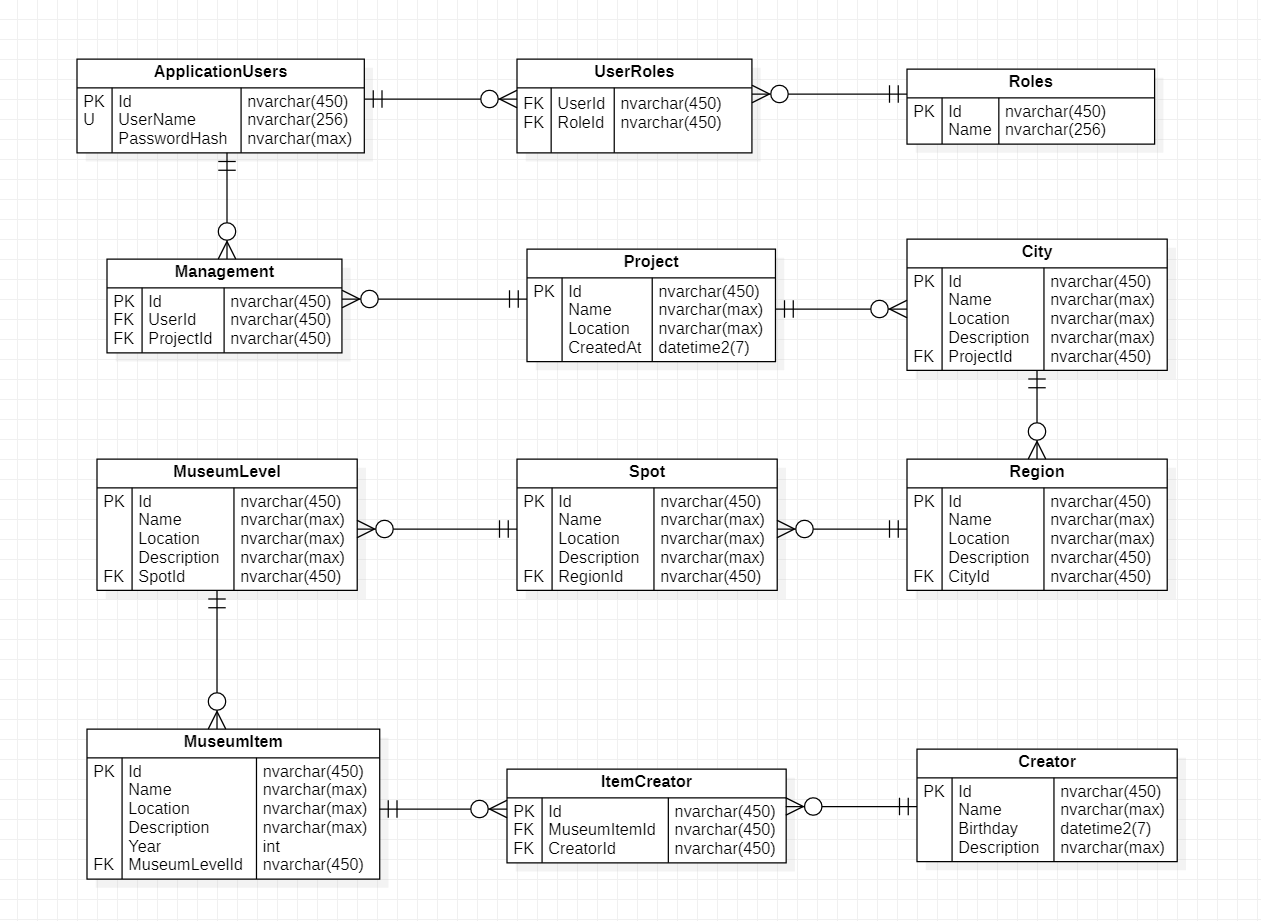 ApplicationUsers
PK Id nvarchar(450)
U UserName nvarchar(256)
PasswordHash nvarchar(max)
UserRoles
FK UserId nvarchar(450)
FK RoleId nvarchar(450)
Roles
PK Id nvarchar(450)
Name nvarchar(256)
Management
PK Id nvarchar(450)
FK UserId nvarchar(450)
FK ProjectId nvarchar(450)
Project
PK Id nvarchar(450)
Name nvarchar(max)
Location nvarchar(max)
CreatedAt datetime2(7)
City
PK Id nvarchar(450)
Name nvarchar(max)
Location nvarchar(max)
Description nvarchar(max)
FK ProjectId nvarchar(450)
MuseumLevel
PK Id nvarchar(450)
Name nvarchar(max)
Location nvarchar(max)
Description nvarchar(max)
FK SpotId nvarchar(450)
Spot
PK Id nvarchar(450)
Name nvarchar(max)
Location nvarchar(max)
Description nvarchar(max)
FK RegionId nvarchar(450)
Region
PK Id nvarchar(450)
Name nvarchar(max)
Location nvarchar(max)
Description nvarchar(450)
FK CityId nvarchar(450)
MuseumItem
PK Id nvarchar(450)
Name nvarchar(max)
Location nvarchar(max)
Description nvarchar(max)
Year int
FK MuseumLevelId nvarchar(450)
ItemCreator
PK Id nvarchar(450)
FK MuseumItemId nvarchar(450)
FK CreatorId nvarchar(450)
Creator
PK Id nvarchar(450)
Name nvarchar(max)
Birthday datetime2(7)
Description nvarchar(max)